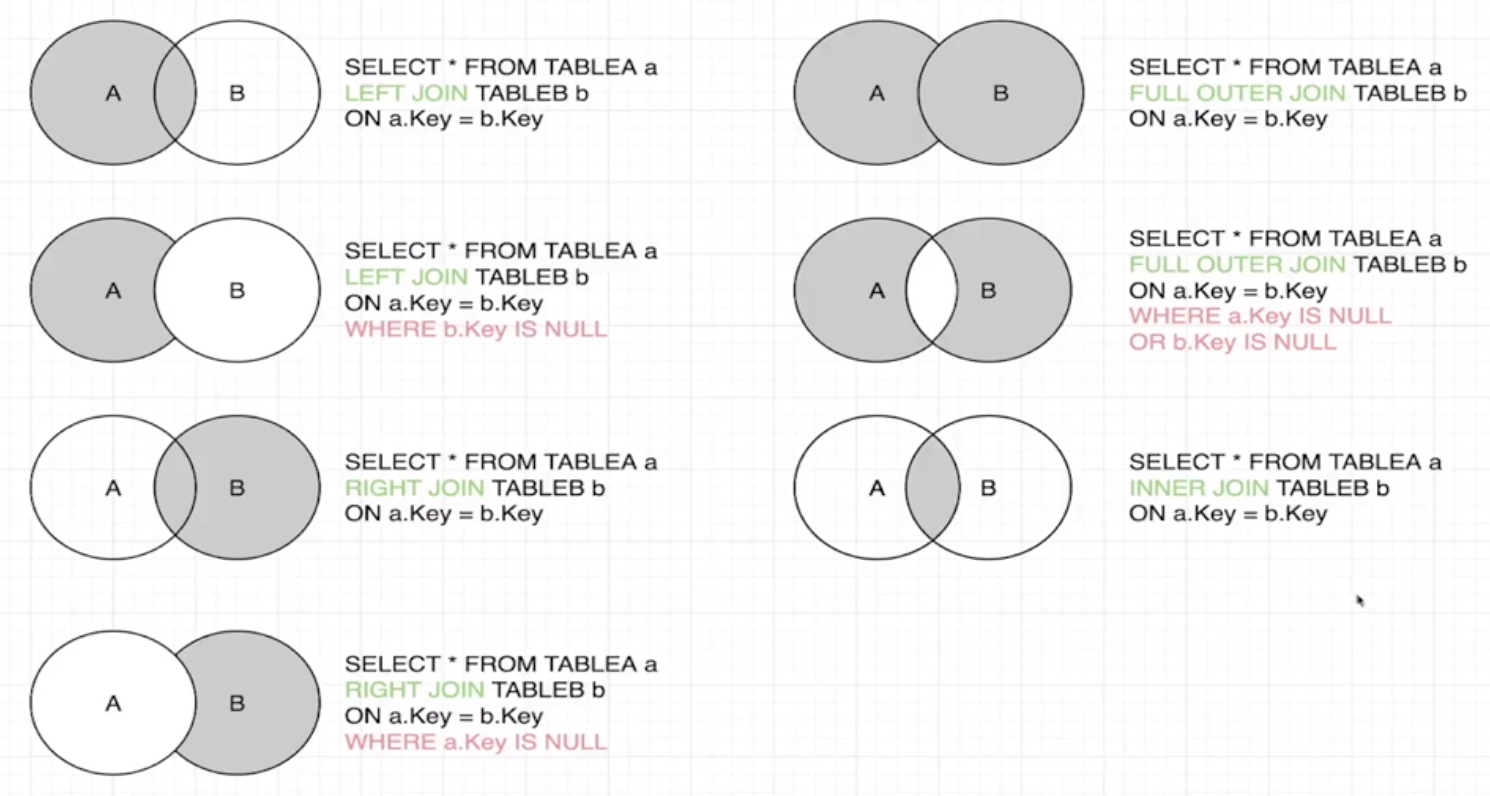 A
B
SELECT * FROM TABLEA a
LEFT JOIN TABLEB b
ON a.Key = b.Key
A
B
SELECT * FROM TABLEA a
LEFT JOIN TABLEB b
ON a.Key = b.Key
WHERE b.Key IS NULL
A
B
SELECT * FROM TABLEA a
RIGHT JOIN TABLEB b
ON a.Key = b.Key
A
B
SELECT * FROM TABLEA a
RIGHT JOIN TABLEB b
ON a.Key = b.Key
WHERE a.Key IS NULL
A
B
SELECT * FROM TABLEA a
FULL OUTER JOIN TABLEB b
ON a.Key = b.Key
A
B
SELECT * FROM TABLEA a
FULL OUTER JOIN TABLEB b
ON a.Key = b.Key
WHERE a.Key IS NULL
OR b.Key IS NULL
A
B
SELECT * FROM TABLEA a
INNER JOIN TABLEB b
ON a.Key = b.Key